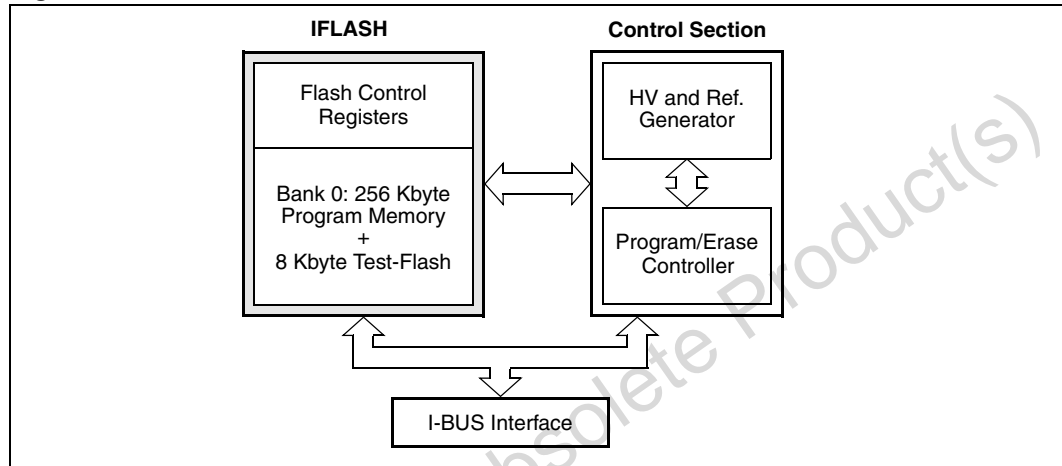 IFLASH
Control Section
Flash Control
Registers
Bank 0: 256 Kbyte
Program Memory
+
8 Kbyte Test-Flash
HV and Ref.
Generator
Program/Erase
Controller
I-BUS Interface
solete Product(s)